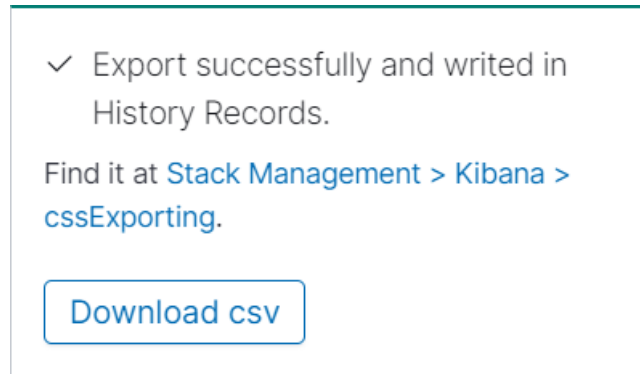 Export successfully and writed in
History Records.
Find it at Stack Management > Kibana >
cssExporting.
Download csv